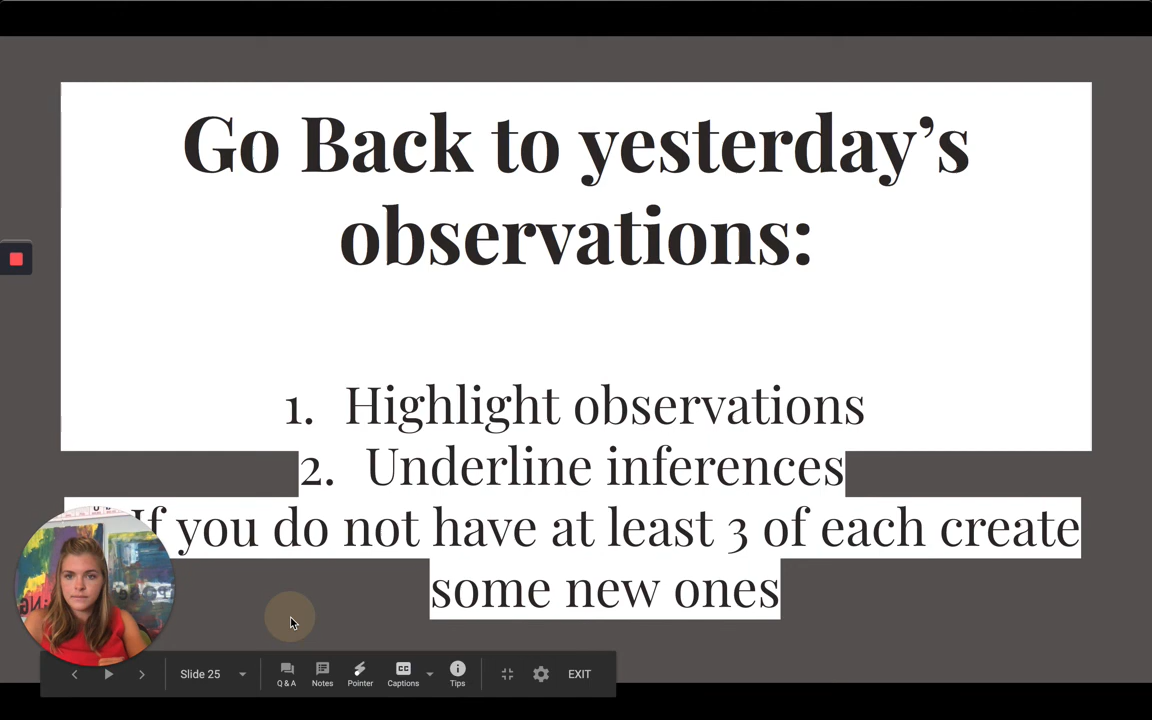 Go Back to yesterday’s
observations:
1. Highlight observations
2. Underline inferences
If you do not have at least 3 of each create
some new ones
Slide 25
Q & A
Notes
Pointer
CC
Captions
Tips
EXIT